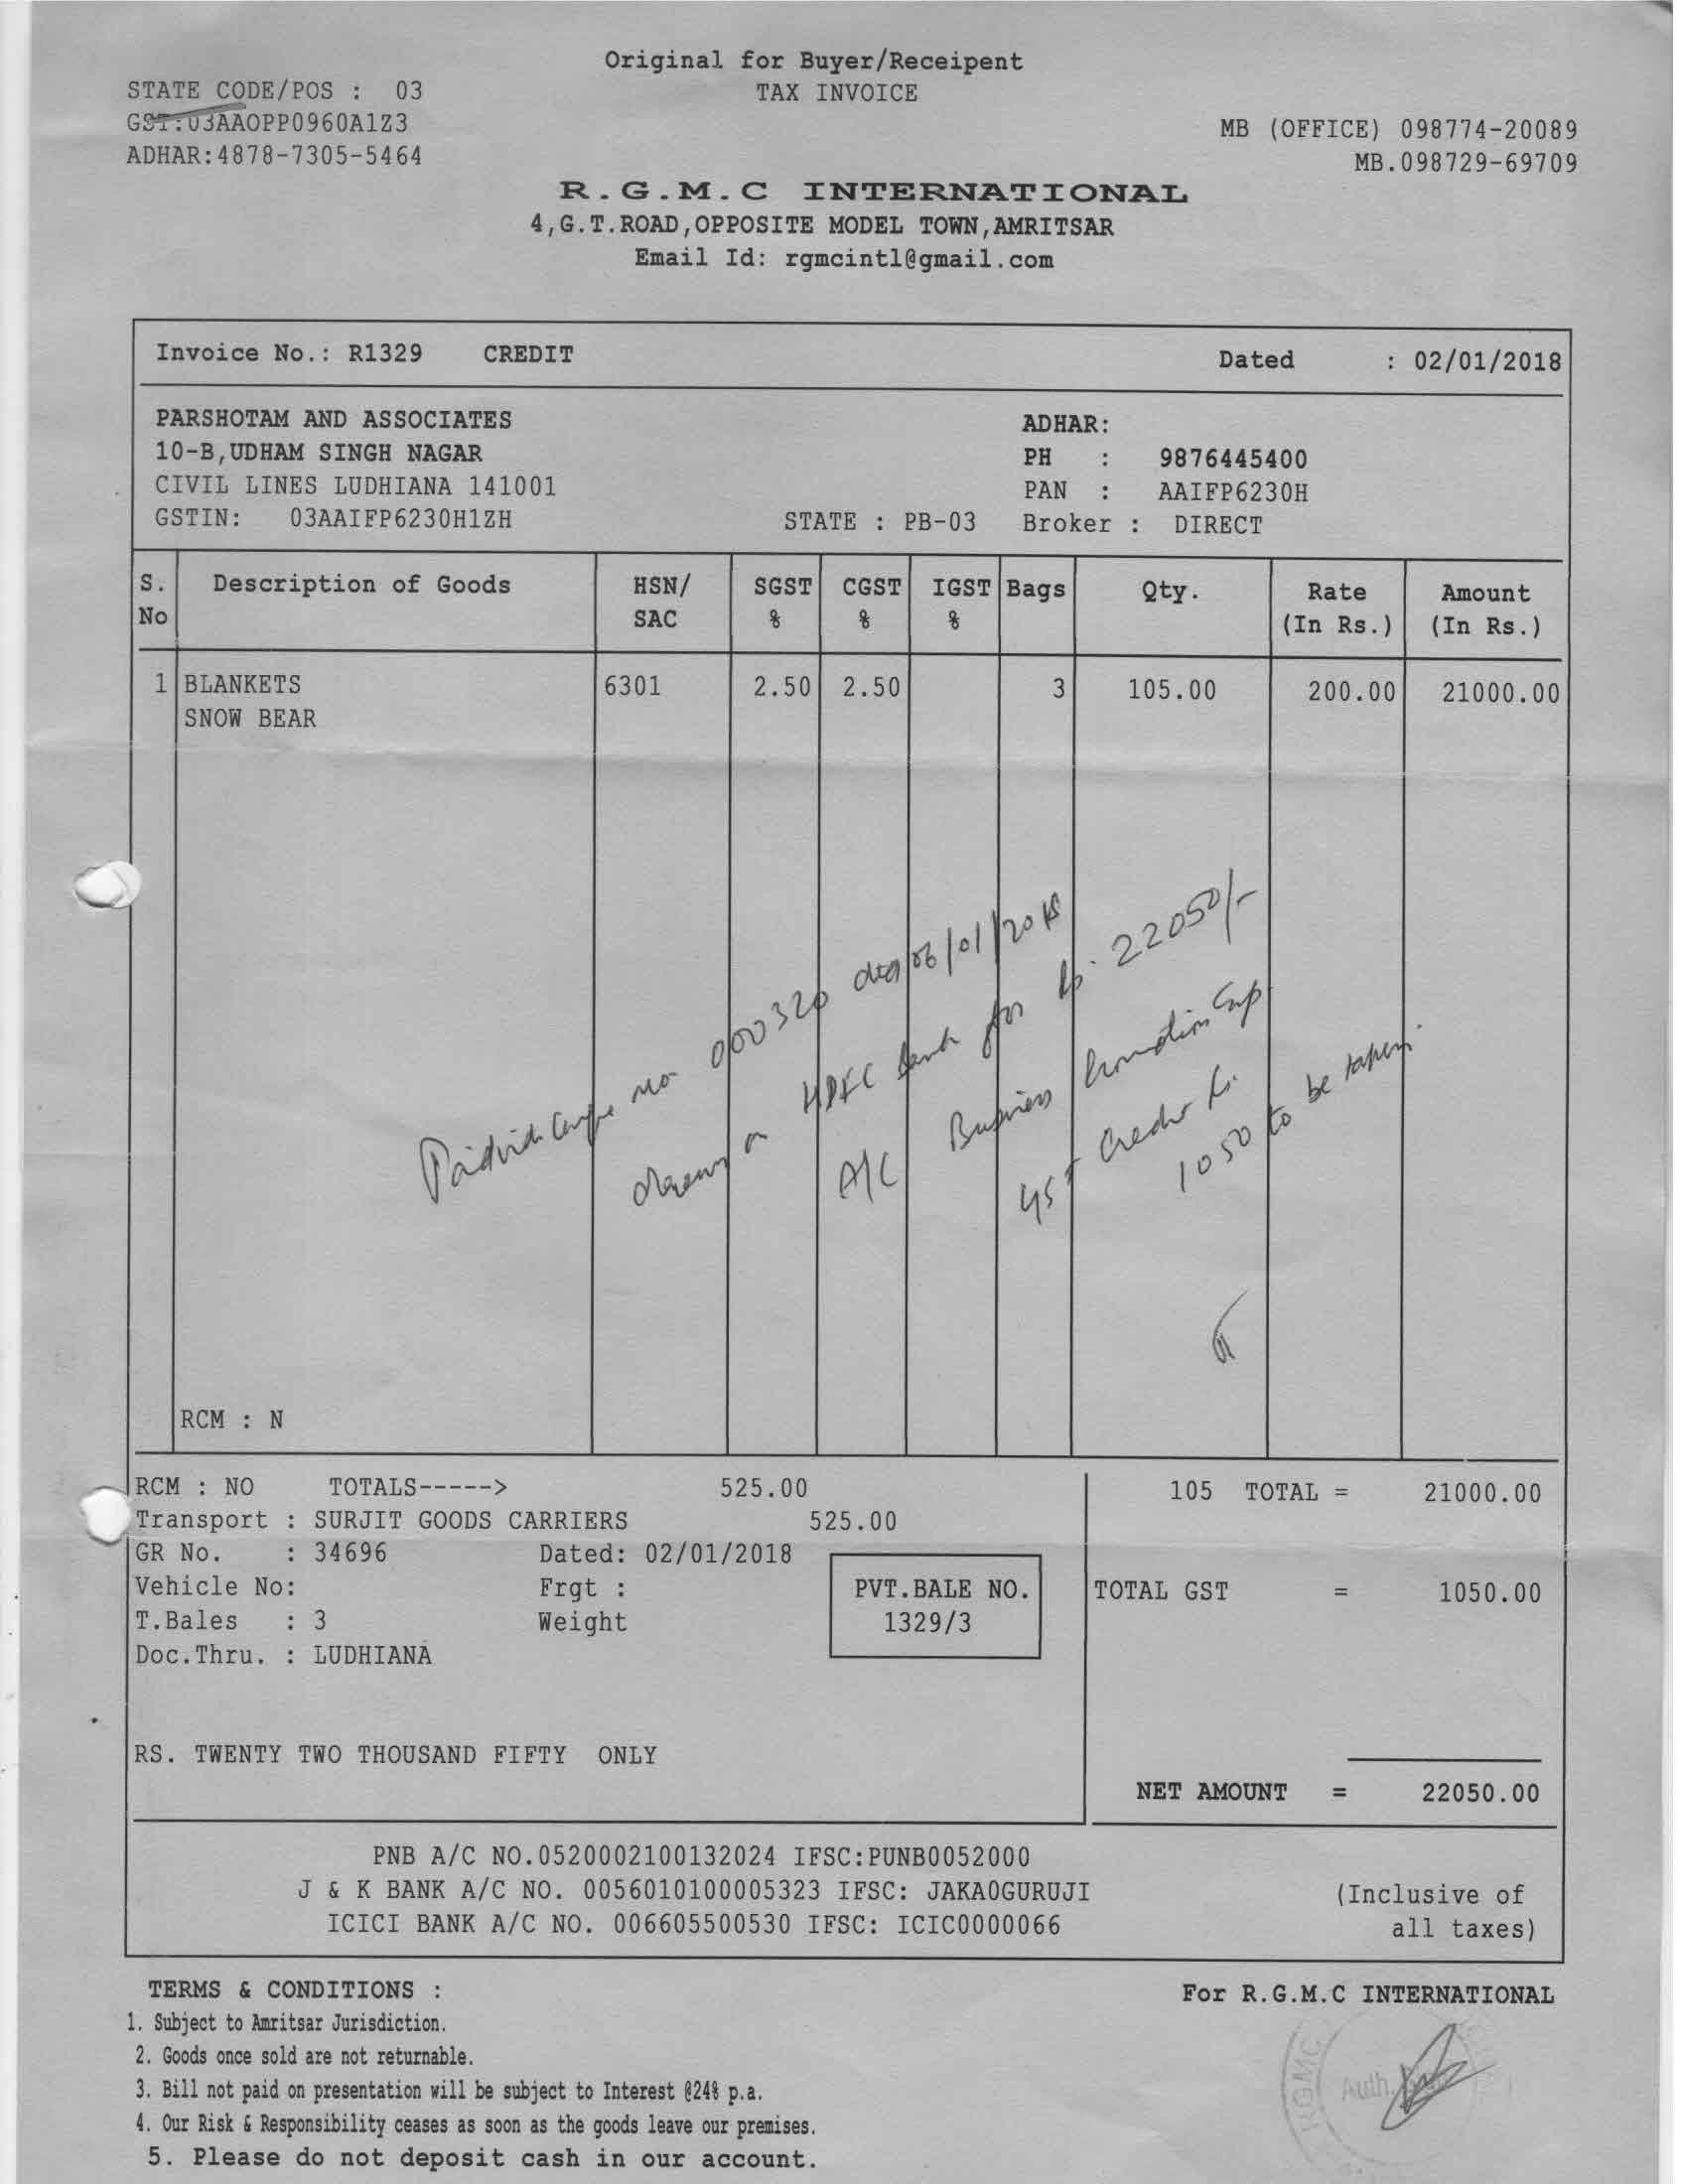 Original for Buyer/Receipent
STATE CODE/POS : 03
TAX INVOICE
GST:03AAOPP0960A1Z3
MB (OFFICE) 098774-20089
ADHAR:4878-7305-5464
MB.098729-69709
R.G.M.C INTERNATIONAL
4,G.T.ROAD,OPPOSITE MODEL TOWN,AMRITSAR
Email Id: rgmcintl@gmail.com
Invoice No.: R1329 CREDIT Dated : 02/01/2018
PARSHOTAM AND ASSOCIATES ADHAR:
10-B,UDHAM SINGH NAGAR PH : 9876445400
CIVIL LINES LUDHIANA 141001 PAN : AAIFP6230H
GSTIN: 03AAIFP6230H1ZH STATE : PB-03 Broker : DIRECT
S. Description of Goods HSN/ SGST CGST IGST Bags Qty. Rate Amount
No SAC % % % (In Rs.) (In Rs.)
1 BLANKETS 6301 2.50 2.50 3 105.00 200.00 21000.00
SNOW BEAR
Paid vide no 000320 dtd 06/01/2018
drawn on HDFC Bank for Rs. 22050/-
A/C Business Promotion Exp
GST Credit Rs.
1050 to be taken.
RCM : N
RCM : NO TOTALS-----> 525.00 105 TOTAL = 21000.00
Transport : SURJIT GOODS CARRIERS 525.00
GR No. : 34696 Dated: 02/01/2018
Vehicle No: Frgt : PVT.BALE NO. TOTAL GST = 1050.00
T.Bales : 3 Weight 1329/3
Doc.Thru. : LUDHIANA
RS. TWENTY TWO THOUSAND FIFTY ONLY
NET AMOUNT = 22050.00
PNB A/C NO.0520002100132024 IFSC:PUNB0052000
J & K BANK A/C NO. 0056010100005323 IFSC: JAKA0GURUJI (Inclusive of
ICICI BANK A/C NO. 006605500530 IFSC: ICIC0000066 all taxes)
TERMS & CONDITIONS : For R.G.M.C INTERNATIONAL
1. Subject to Amritsar Jurisdiction.
2. Goods once sold are not returnable.
3. Bill not paid on presentation will be subject to Interest @24% p.a.
RGMC
Auth.
4. Our Risk & Responsibility ceases as soon as the goods leave our premises.
5. Please do not deposit cash in our account.